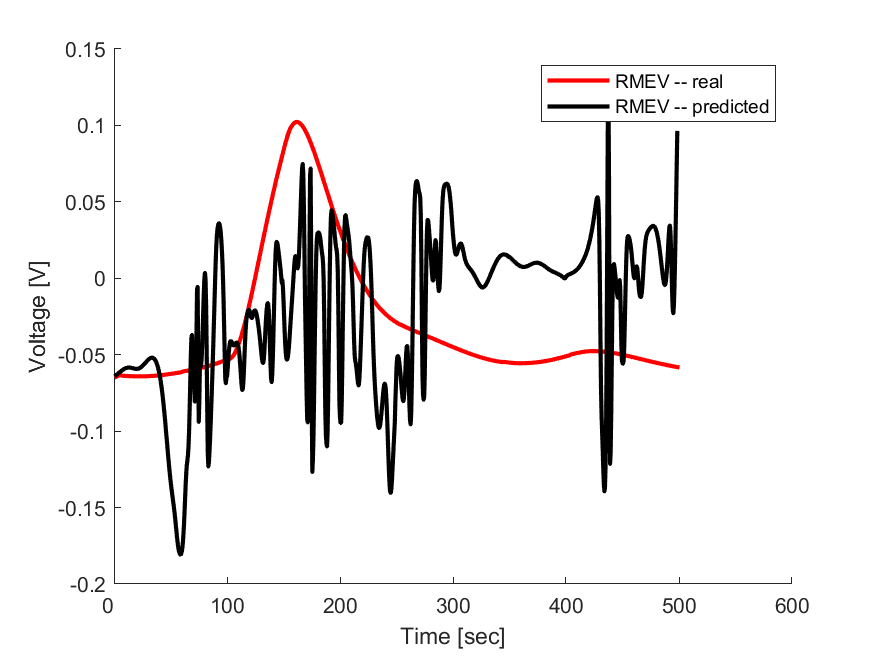 0.15
0.1
0.05
0
-0.05
-0.1
-0.15
-0.2
0 100 200 300 400 500 600
Time [sec]
Voltage [V]
RMEV -- real
RMEV -- predicted